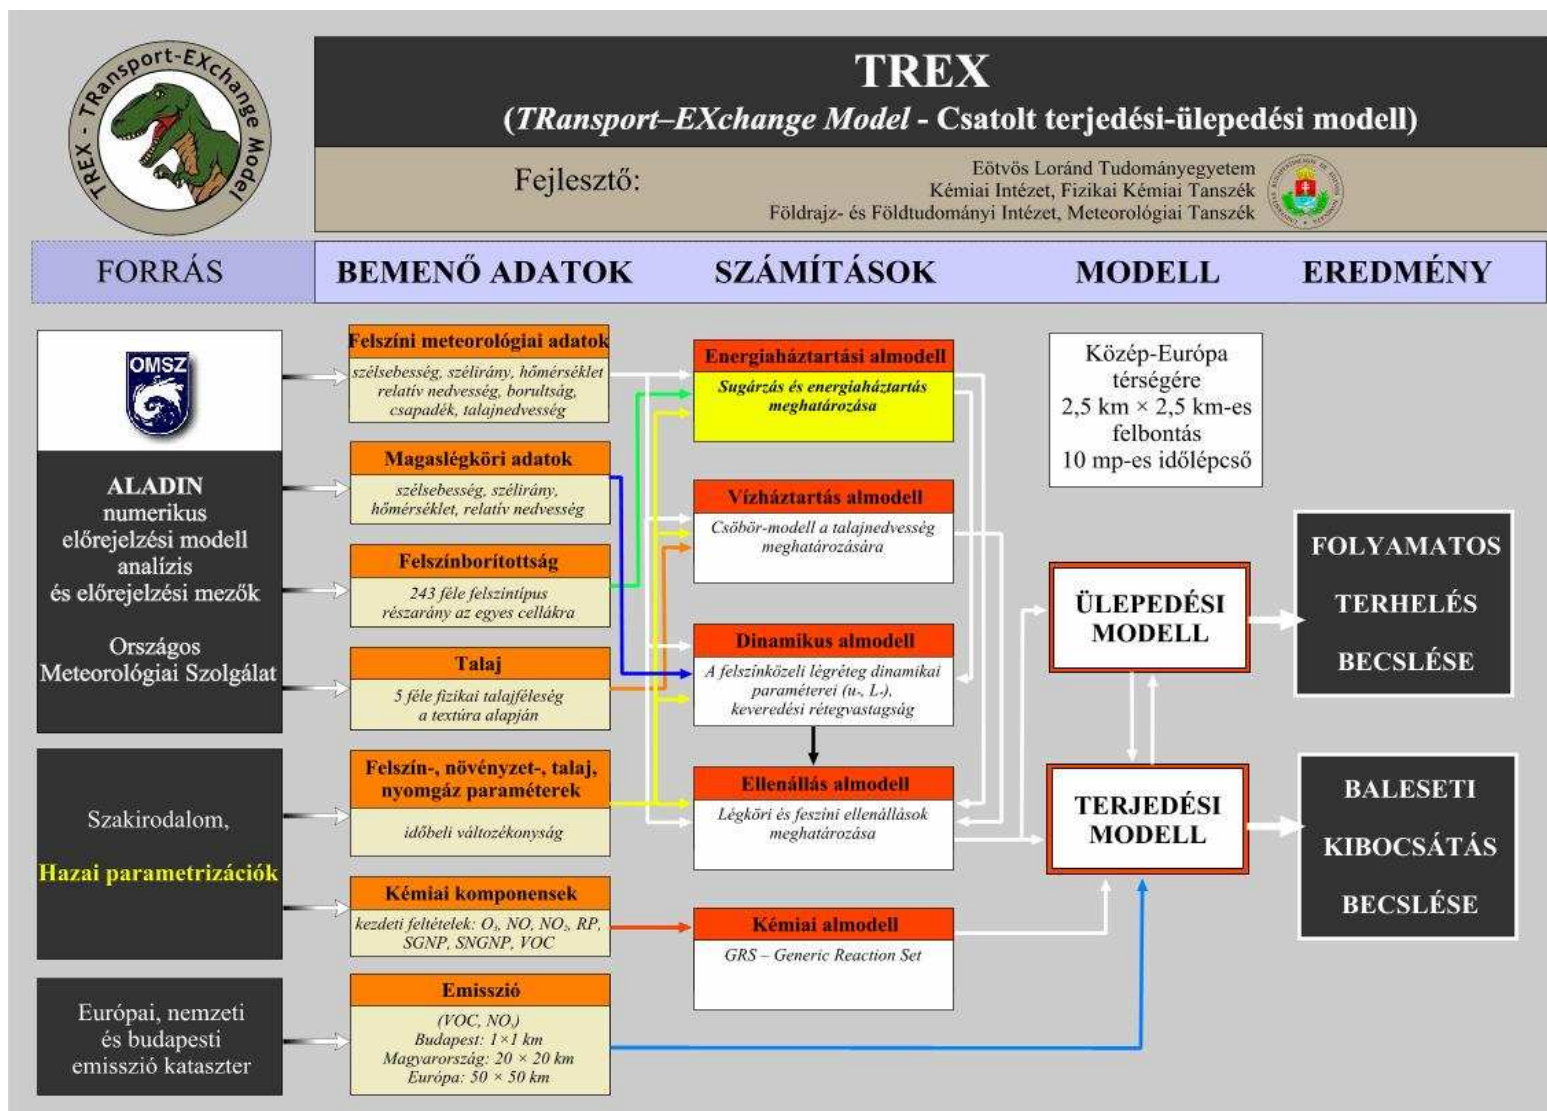 TREX - TRansport-EXchange Model
TREX
(TRansport–EXchange Model - Csatolt terjedési-ülepedési modell)
Fejlesztő:
Eötvös Loránd Tudományegyetem
Kémiai Intézet, Fizikai Kémiai Tanszék
Földrajz- és Földtudományi Intézet, Meteorológiai Tanszék
FORRÁS
BEMENŐ ADATOK
SZÁMÍTÁSOK
MODELL
EREDMÉNY
OMSZ
ALADIN
numerikus
előrejelzési modell
analízis
és előrejelzési mezők
Országos
Meteorológiai Szolgálat
Szakirodalom,
Hazai parametrizációk
Európai, nemzeti
és budapesti
emisszió kataszter
Felszíni meteorológiai adatok
szélsebesség, szélirány, hőmérséklet
relatív nedvesség, borultság,
csapadék, talajnedvesség
Magaslégköri adatok
szélsebesség, szélirány,
hőmérséklet, relatív nedvesség
Felszínborítottság
243 féle felszíntípus
részarány az egyes cellákra
Talaj
5 féle fizikai talajféleség
a textúra alapján
Felszín-, növényzet-, talaj,
nyomgáz paraméterek
időbeli változékonyság
Kémiai komponensek
kezdeti feltételek: O₃, NO, NO₂, RP,
SGNP, SNGNP, VOC
Emisszió
(VOC, NOₓ)
Budapest: 1×1 km
Magyarország: 20 × 20 km
Európa: 50 × 50 km
Energiaháztartási almodell
Sugárzás és energiaháztartás
meghatározása
Vízháztartás almodell
Csöbör-modell a talajnedvesség
meghatározására
Dinamikus almodell
A felszínközeli légréteg dinamikai
paraméterei (u*, L*),
keveredési rétegvastagság
Ellenállás almodell
Légköri és feszíni ellenállások
meghatározása
Kémiai almodell
GRS – Generic Reaction Set
Közép-Európa
térségére
2,5 km × 2,5 km-es
felbontás
10 mp-es időlépcső
ÜLEPEDÉSI
MODELL
TERJEDÉSI
MODELL
FOLYAMATOS
TERHELÉS
BECSLÉSE
BALESETI
KIBOCSÁTÁS
BECSLÉSE